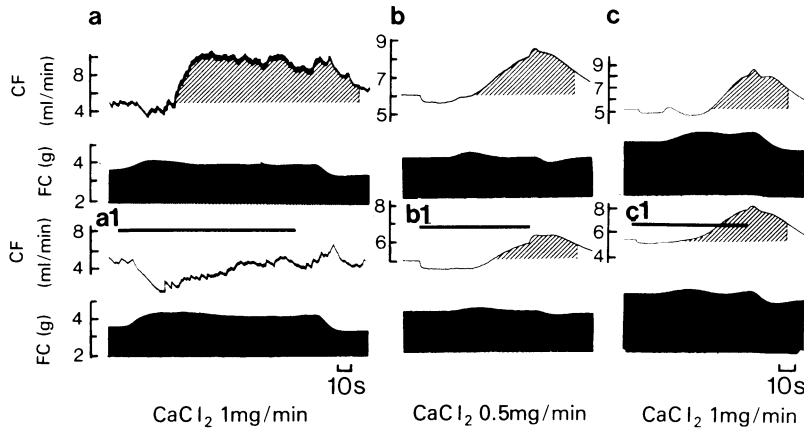 a
b
c
CF
(ml/min)
8
4
9
7
5
9
7
5
FC (g)
4
2
a1
b1
c1
CF
(ml/min)
8
4
8
6
8
6
4
FC (g)
4
2
10s
10s
CaCl₂ 1mg/min
CaCl₂ 0.5mg/min
CaCl₂ 1mg/min